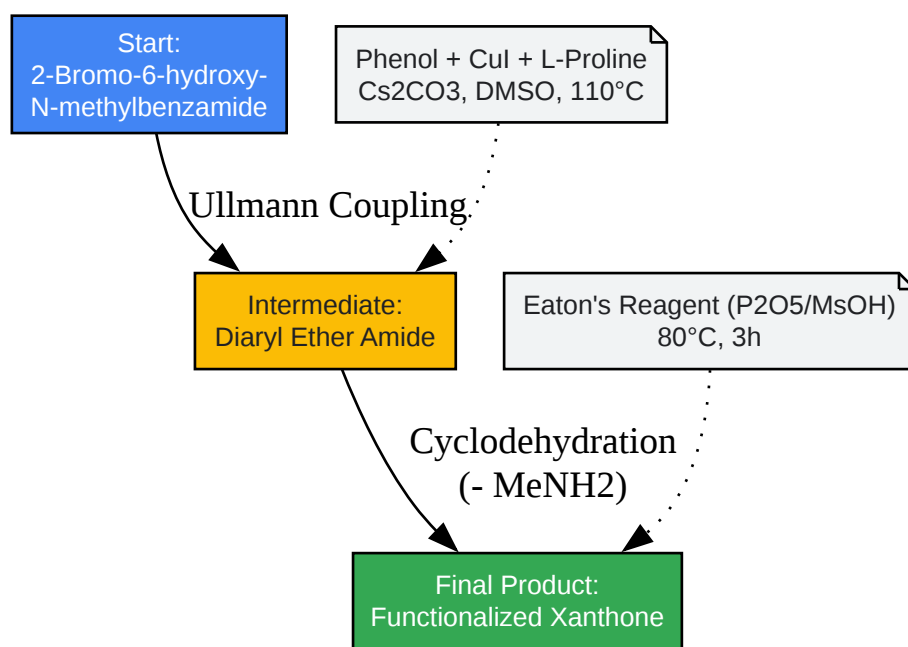 Start:
2-Bromo-6-hydroxy-
N-methylbenzamide
Phenol + CuI + L-Proline
Cs2CO3, DMSO, 110°C
Ullmann Coupling
Intermediate:
Diaryl Ether Amide
Eaton's Reagent (P2O5/MsOH)
80°C, 3h
Cyclodehydration
(- MeNH2)
Final Product:
Functionalized Xanthone